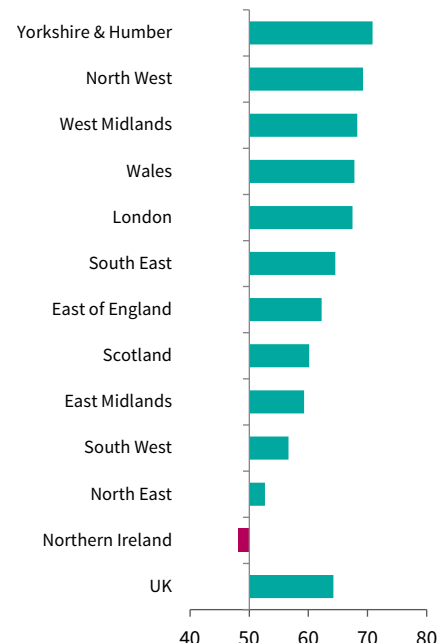 Yorkshire & Humber
North West
West Midlands
Wales
London
South East
East of England
Scotland
East Midlands
South West
North East
Northern Ireland
UK
40 50 60 70 80